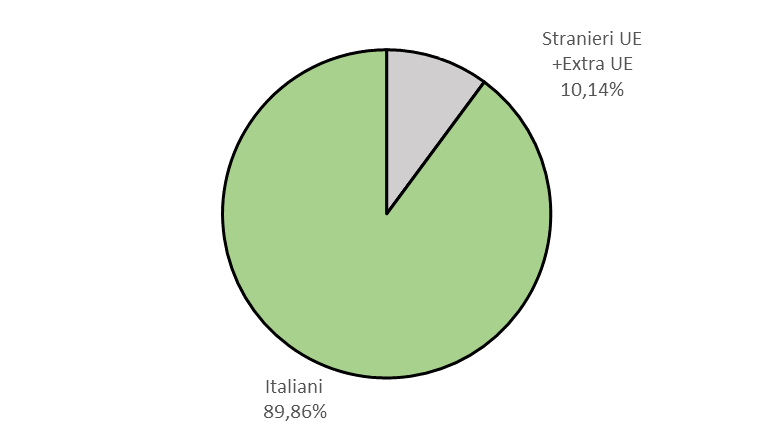 Stranieri UE
+Extra UE
10,14%
Italiani
89,86%